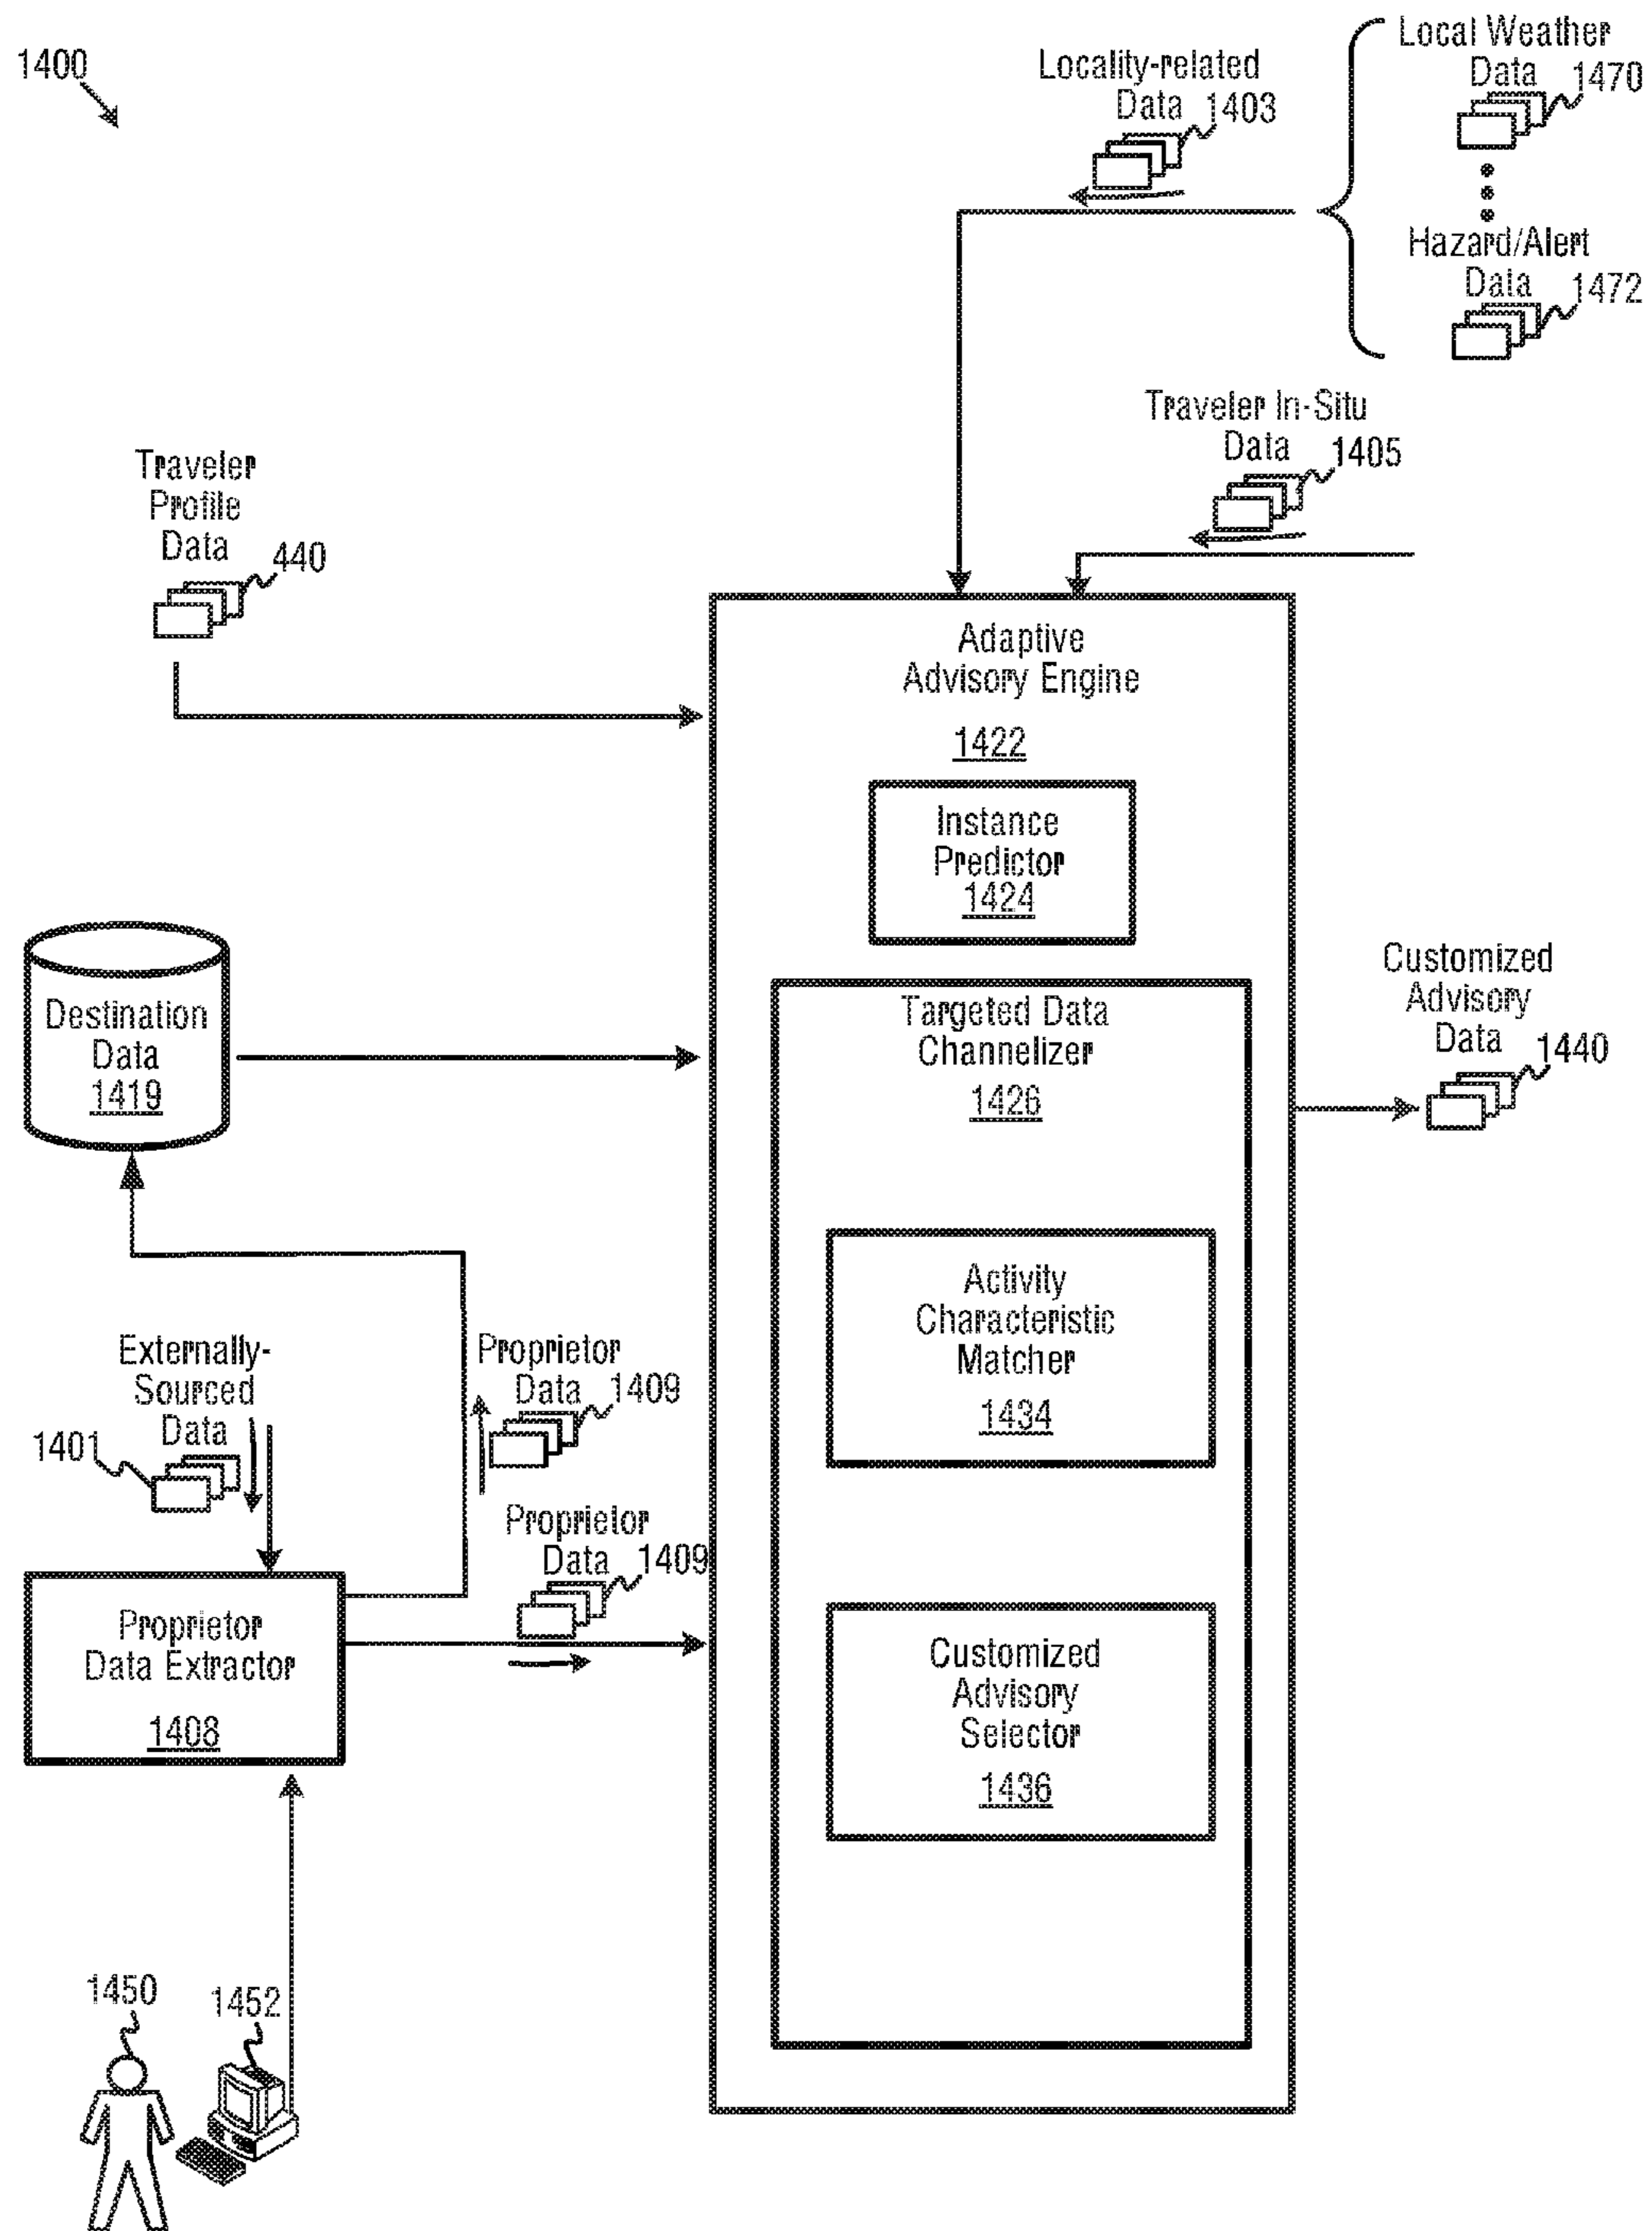 1400
Locality-related
Data
1403
Local Weather
Data
1470
Hazard/Alert
Data
1472
Traveler In-Situ
Data
1405
Traveler
Profile
Data
440
Adaptive
Advisory Engine
1422
Instance
Predictor
1424
Destination
Data
1419
Targeted Data
Channelizer
1426
Customized
Advisory
Data
1440
Activity
Characteristic
Matcher
1434
Externally-
Sourced
Data
1401
Proprietor
Data
1409
Proprietor
Data
1409
Proprietor
Data Extractor
1408
Customized
Advisory
Selector
1436
1450
1452